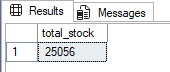 Results Messages
total_stock
1 25056